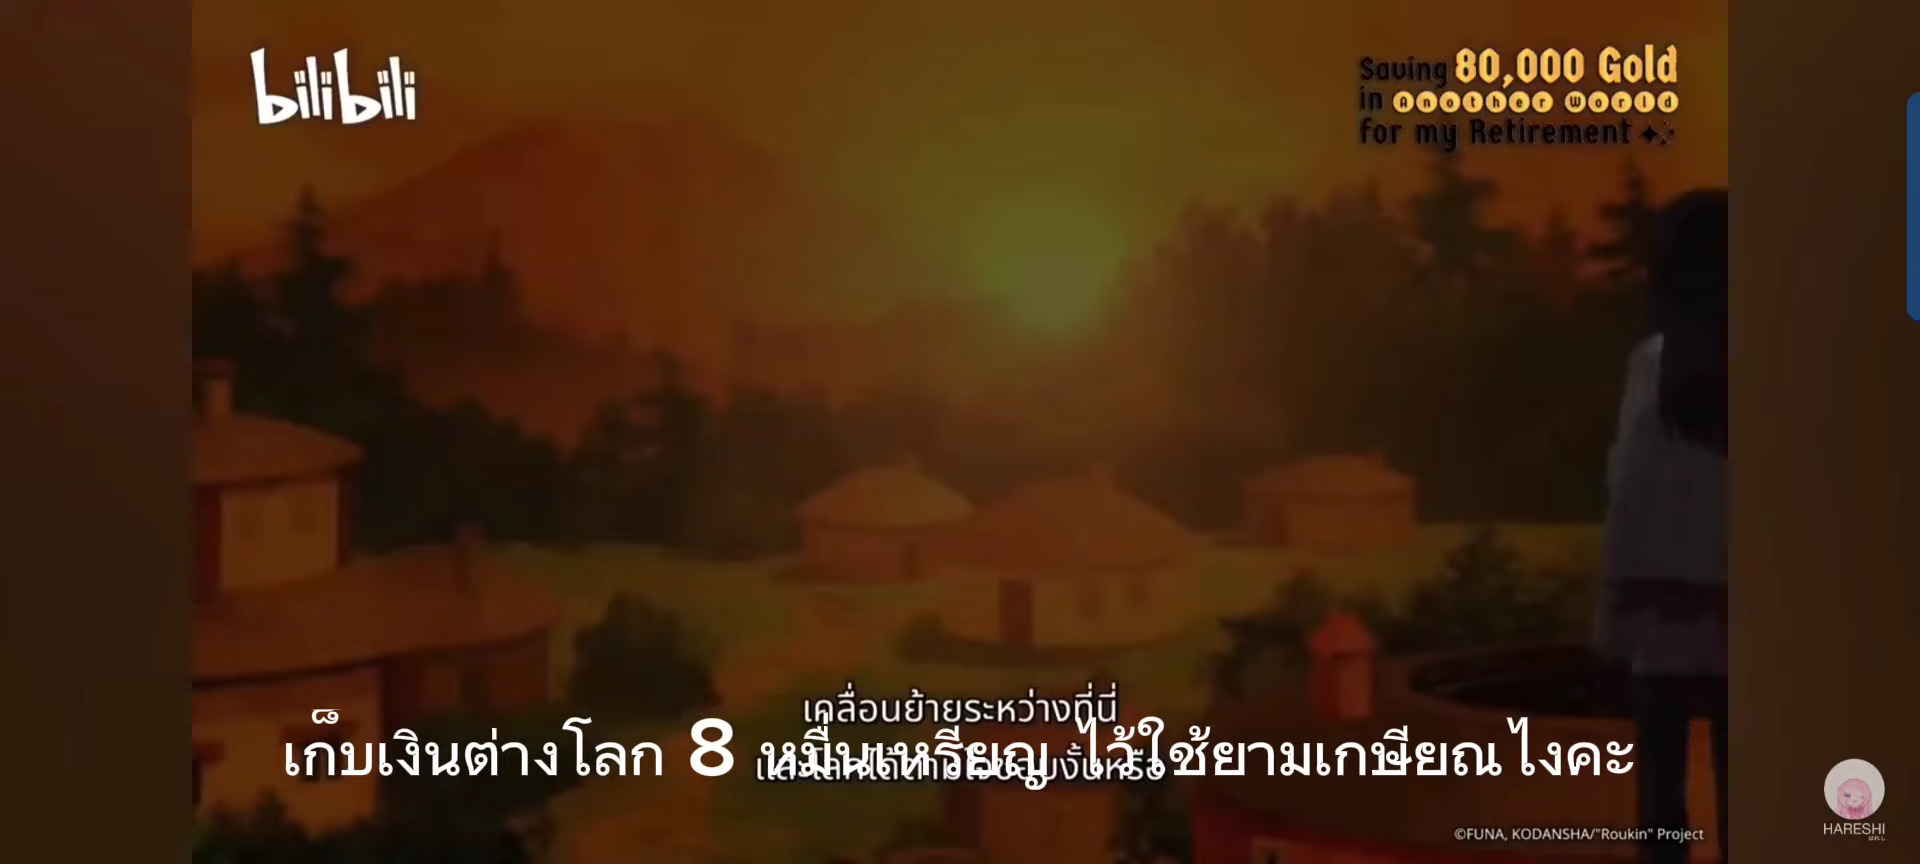 bilibili
Saving 80,000 Gold
in Another World
for my Retirement
เคลื่อนย้ายระหว่างที่นี่
เก็บเงินต่างโลก 8 หมื่นเหรียญ ไว้ใช้ยามเกษียณไงคะ
©FUNA, KODANSHA/"Roukin" Project
HARESHI